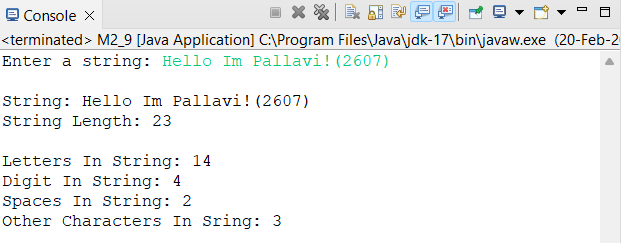 Console
<terminated> M2_9 [Java Application] C:\Program Files\Java\jdk-17\bin\javaw.exe (20-Feb-2
Enter a string: Hello Im Pallavi!(2607)
String: Hello Im Pallavi!(2607)
String Length: 23
Letters In String: 14
Digit In String: 4
Spaces In String: 2
Other Characters In Sring: 3